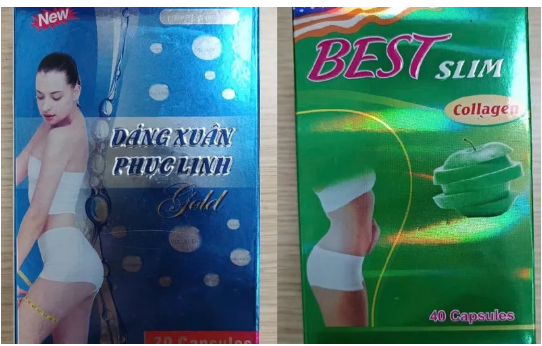 New
DÁNG XUÂN
PHỤC LINH
Gold
30 Capsules
BEST SLIM
Collagen
40 Capsules